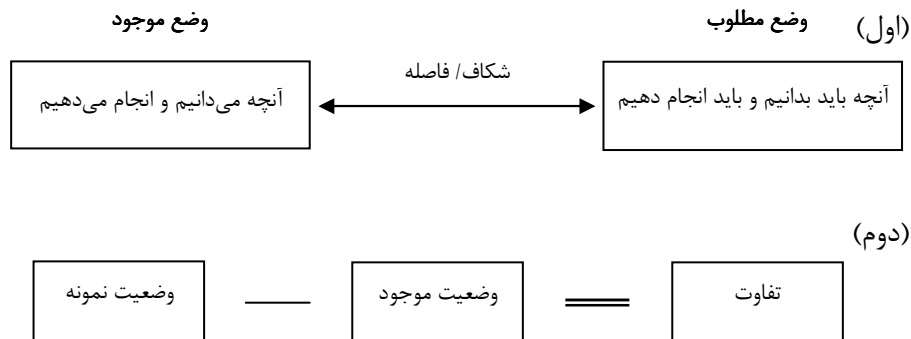 (اول)
وضع مطلوب
وضع موجود
آنچه باید بدانیم و باید انجام دهیم
شکاف/ فاصله
آنچه می‌دانیم و انجام می‌دهیم
(دوم)
تفاوت
وضعیت موجود
وضعیت نمونه